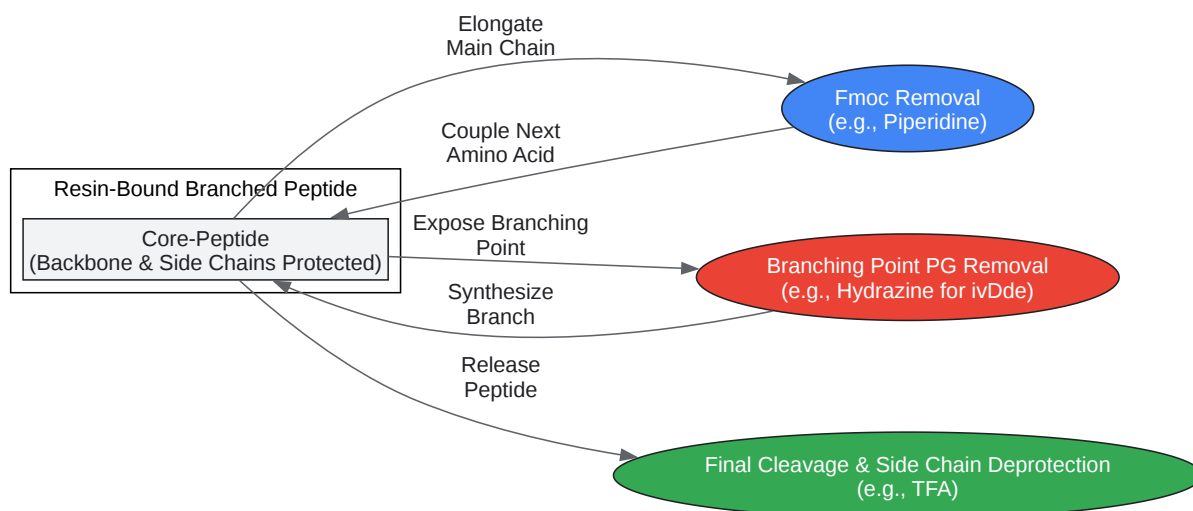 Elongate
Main Chain
Fmoc Removal
(e.g., Piperidine)
Couple Next
Amino Acid
Resin-Bound Branched Peptide
Core-Peptide
(Backbone & Side Chains Protected)
Expose Branching
Point
Branching Point PG Removal
(e.g., Hydrazine for ivDde)
Synthesize
Branch
Release
Peptide
Final Cleavage & Side Chain Deprotection
(e.g., TFA)